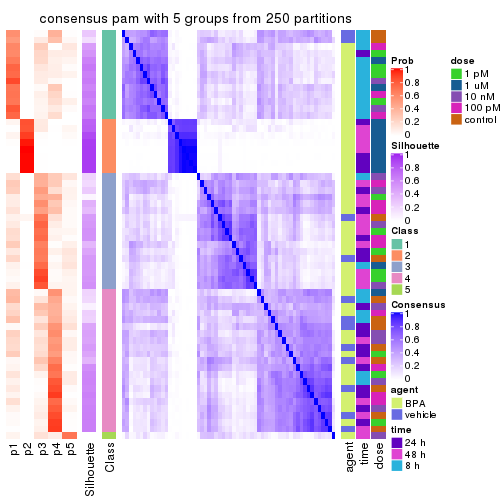 consensus pam with 5 groups from 250 partitions
Prob
1
0.8
0.6
0.4
0.2
0
Silhouette
1
0.8
0.6
0.4
0.2
0
Class
1
2
3
4
5
Consensus
1
0.8
0.6
0.4
0.2
0
agent
BPA
vehicle
time
24 h
48 h
8 h
dose
1 pM
1 uM
10 nM
100 pM
control
p1
p2
p3
p4
p5
Silhouette
Class
agent
time
dose